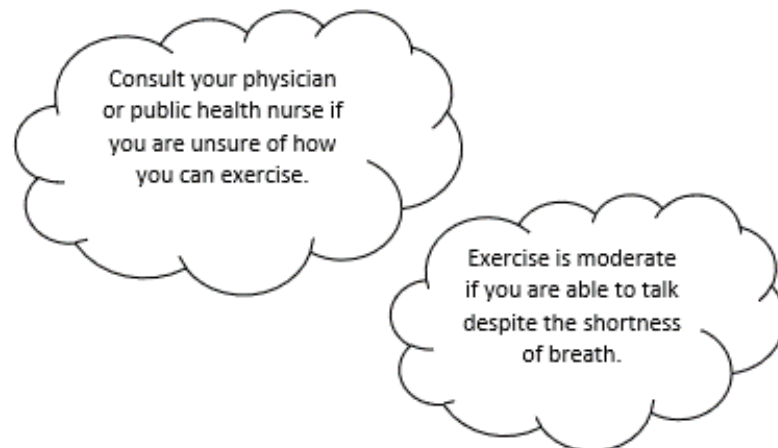 Consult your physician
or public health nurse if
you are unsure of how
you can exercise.
Exercise is moderate
if you are able to talk
despite the shortness
of breath.